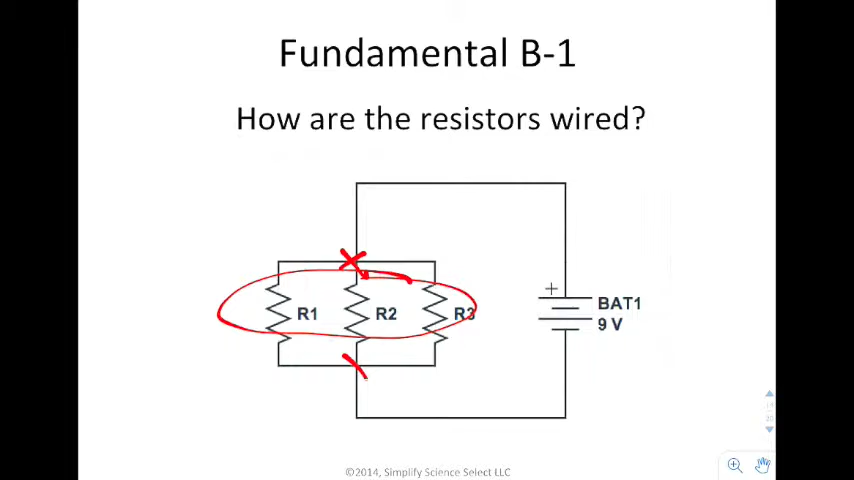 Fundamental B-1
How are the resistors wired?
+
R1 R2 R3
BAT1
9 V
©2014, Simplify Science Select LLC